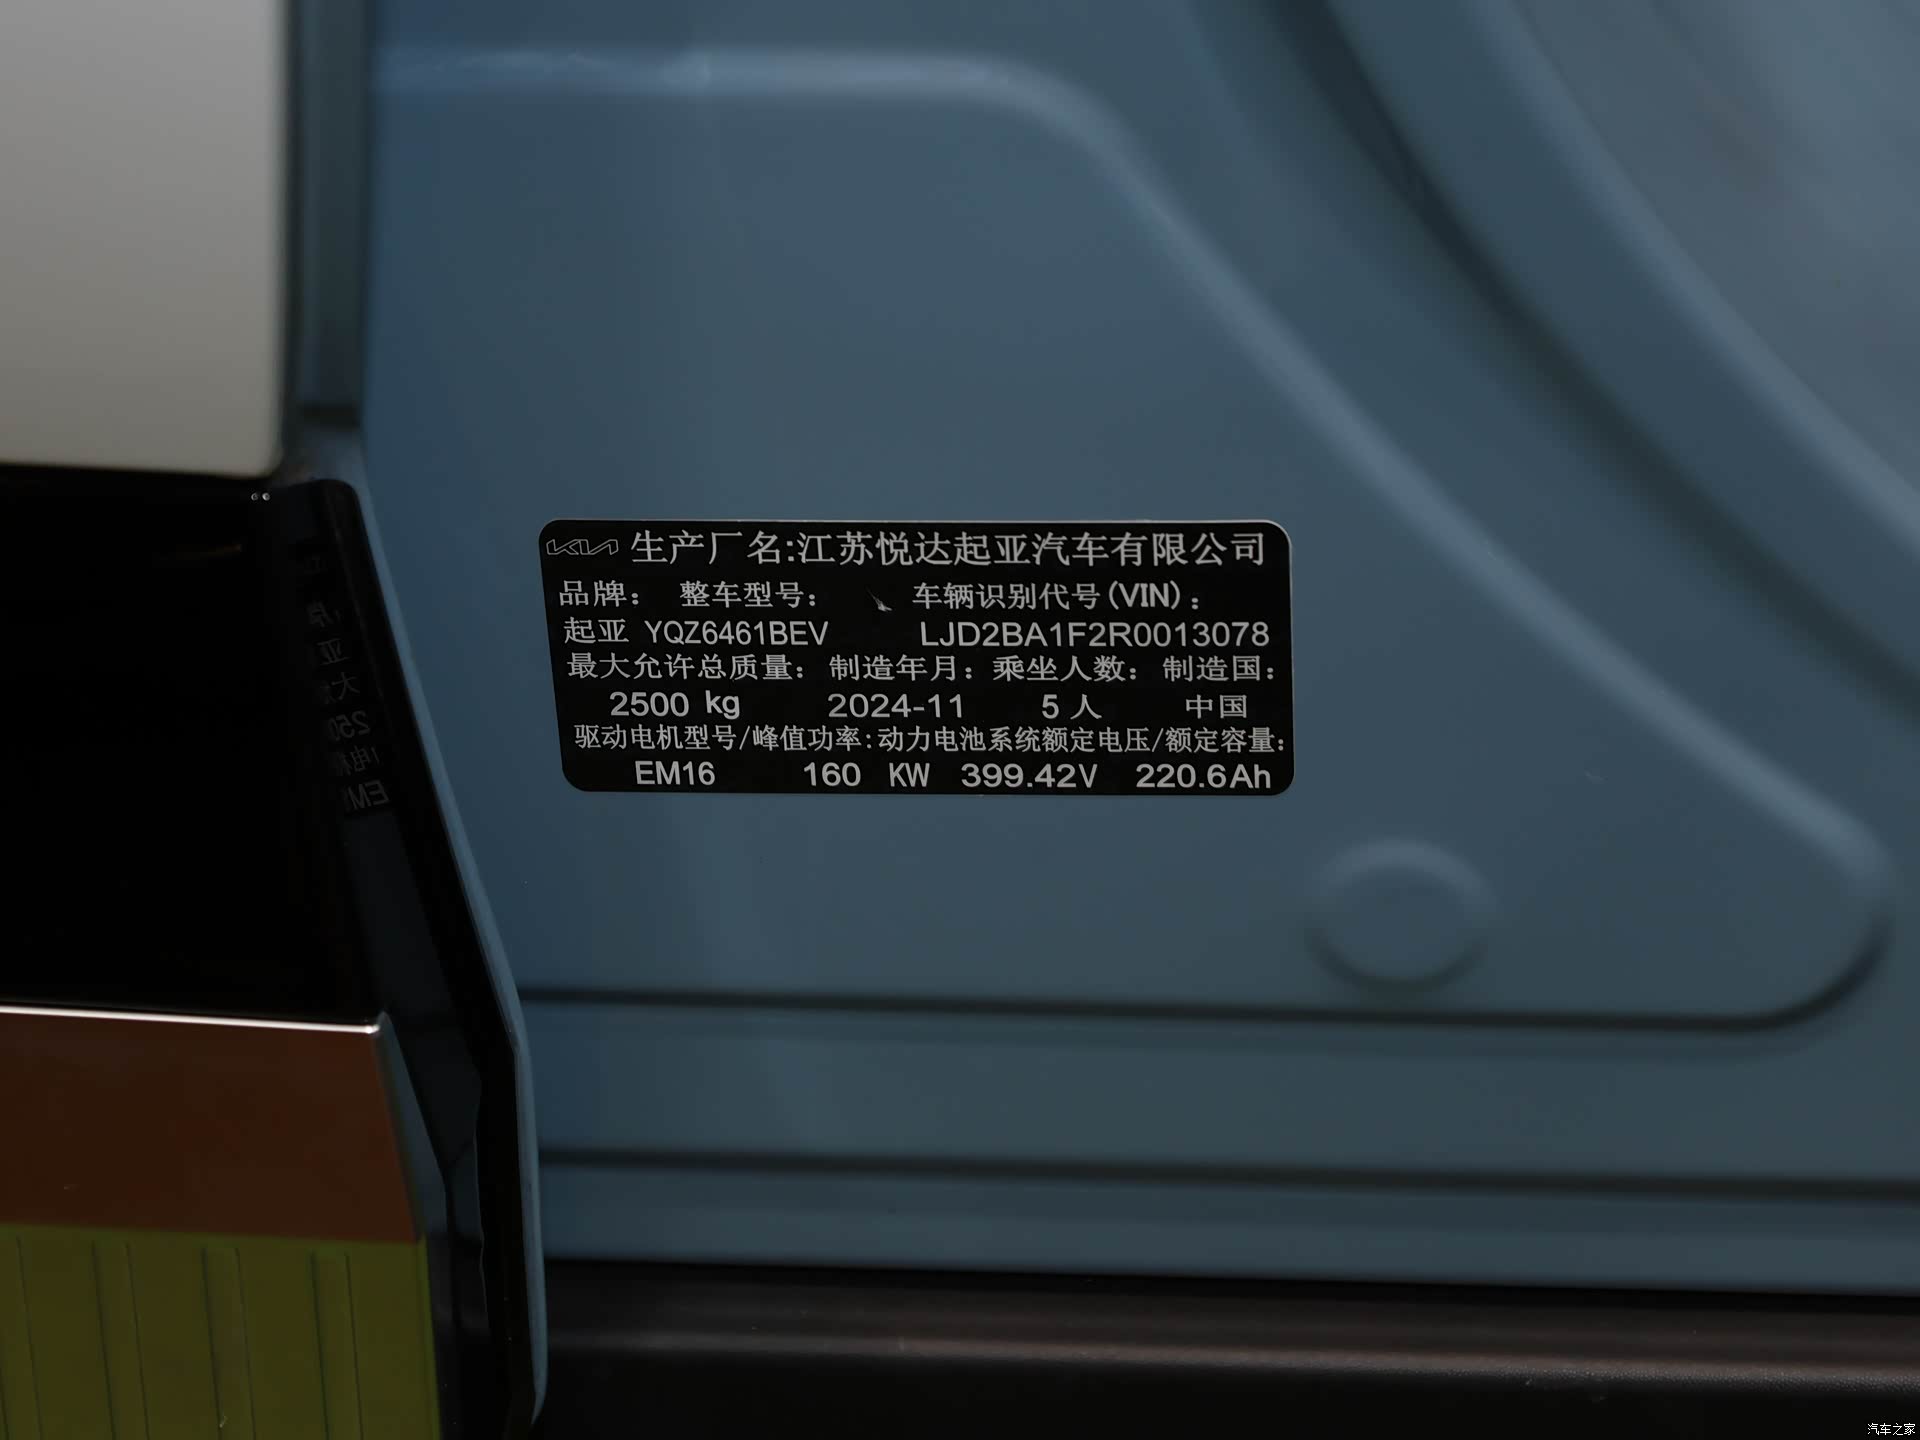 KIA 生产厂名:江苏悦达起亚汽车有限公司
品牌: 整车型号: 车辆识别代号(VIN):
起亚 YQZ6461BEV LJD2BA1F2R0013078
最大允许总质量: 制造年月: 乘坐人数: 制造国:
2500 kg 2024-11 5 人 中国
驱动电机型号/峰值功率:动力电池系统额定电压/额定容量:
EM16 160 KW 399.42V 220.6Ah
汽车之家